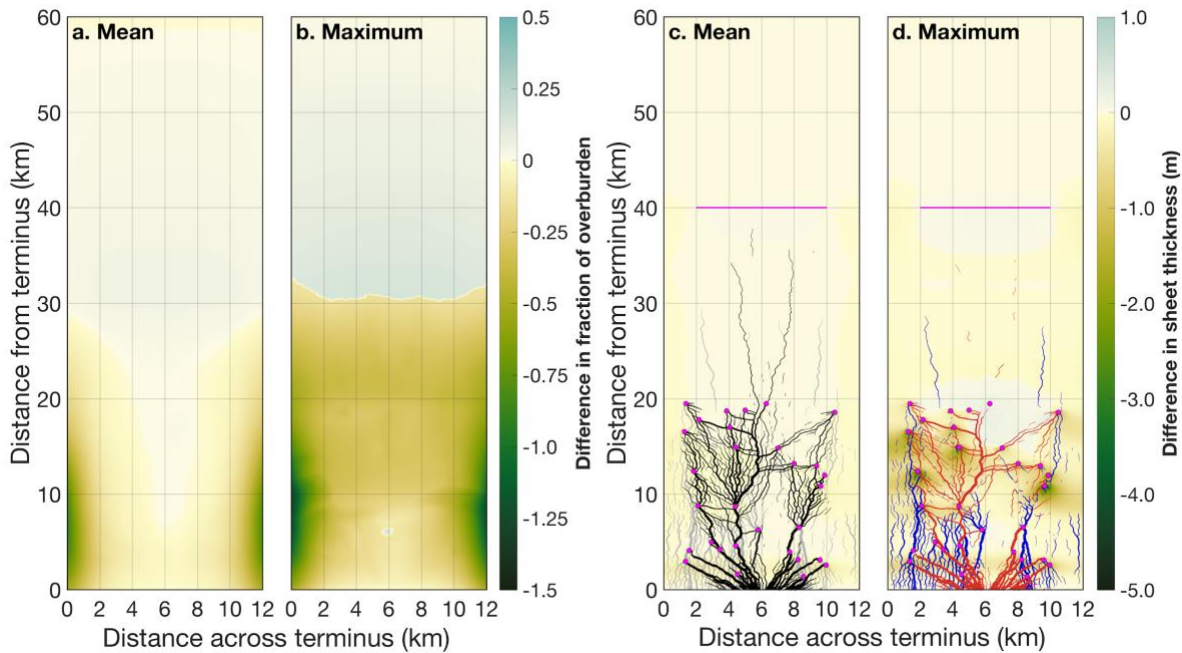 a. Mean
b. Maximum
c. Mean
d. Maximum
60
50
40
30
20
10
0
Distance from terminus (km)
0 2 4 6 8 10 12
0 2 4 6 8 10 12
Distance across terminus (km)
0.5
0.25
0
-0.25
-0.5
-0.75
-1.0
-1.25
-1.5
Difference in fraction of overburden
60
50
40
30
20
10
0
Distance from terminus (km)
0 2 4 6 8 10 12
0 2 4 6 8 10 12
Distance across terminus (km)
1.0
0
-1.0
-2.0
-3.0
-4.0
-5.0
Difference in sheet thickness (m)